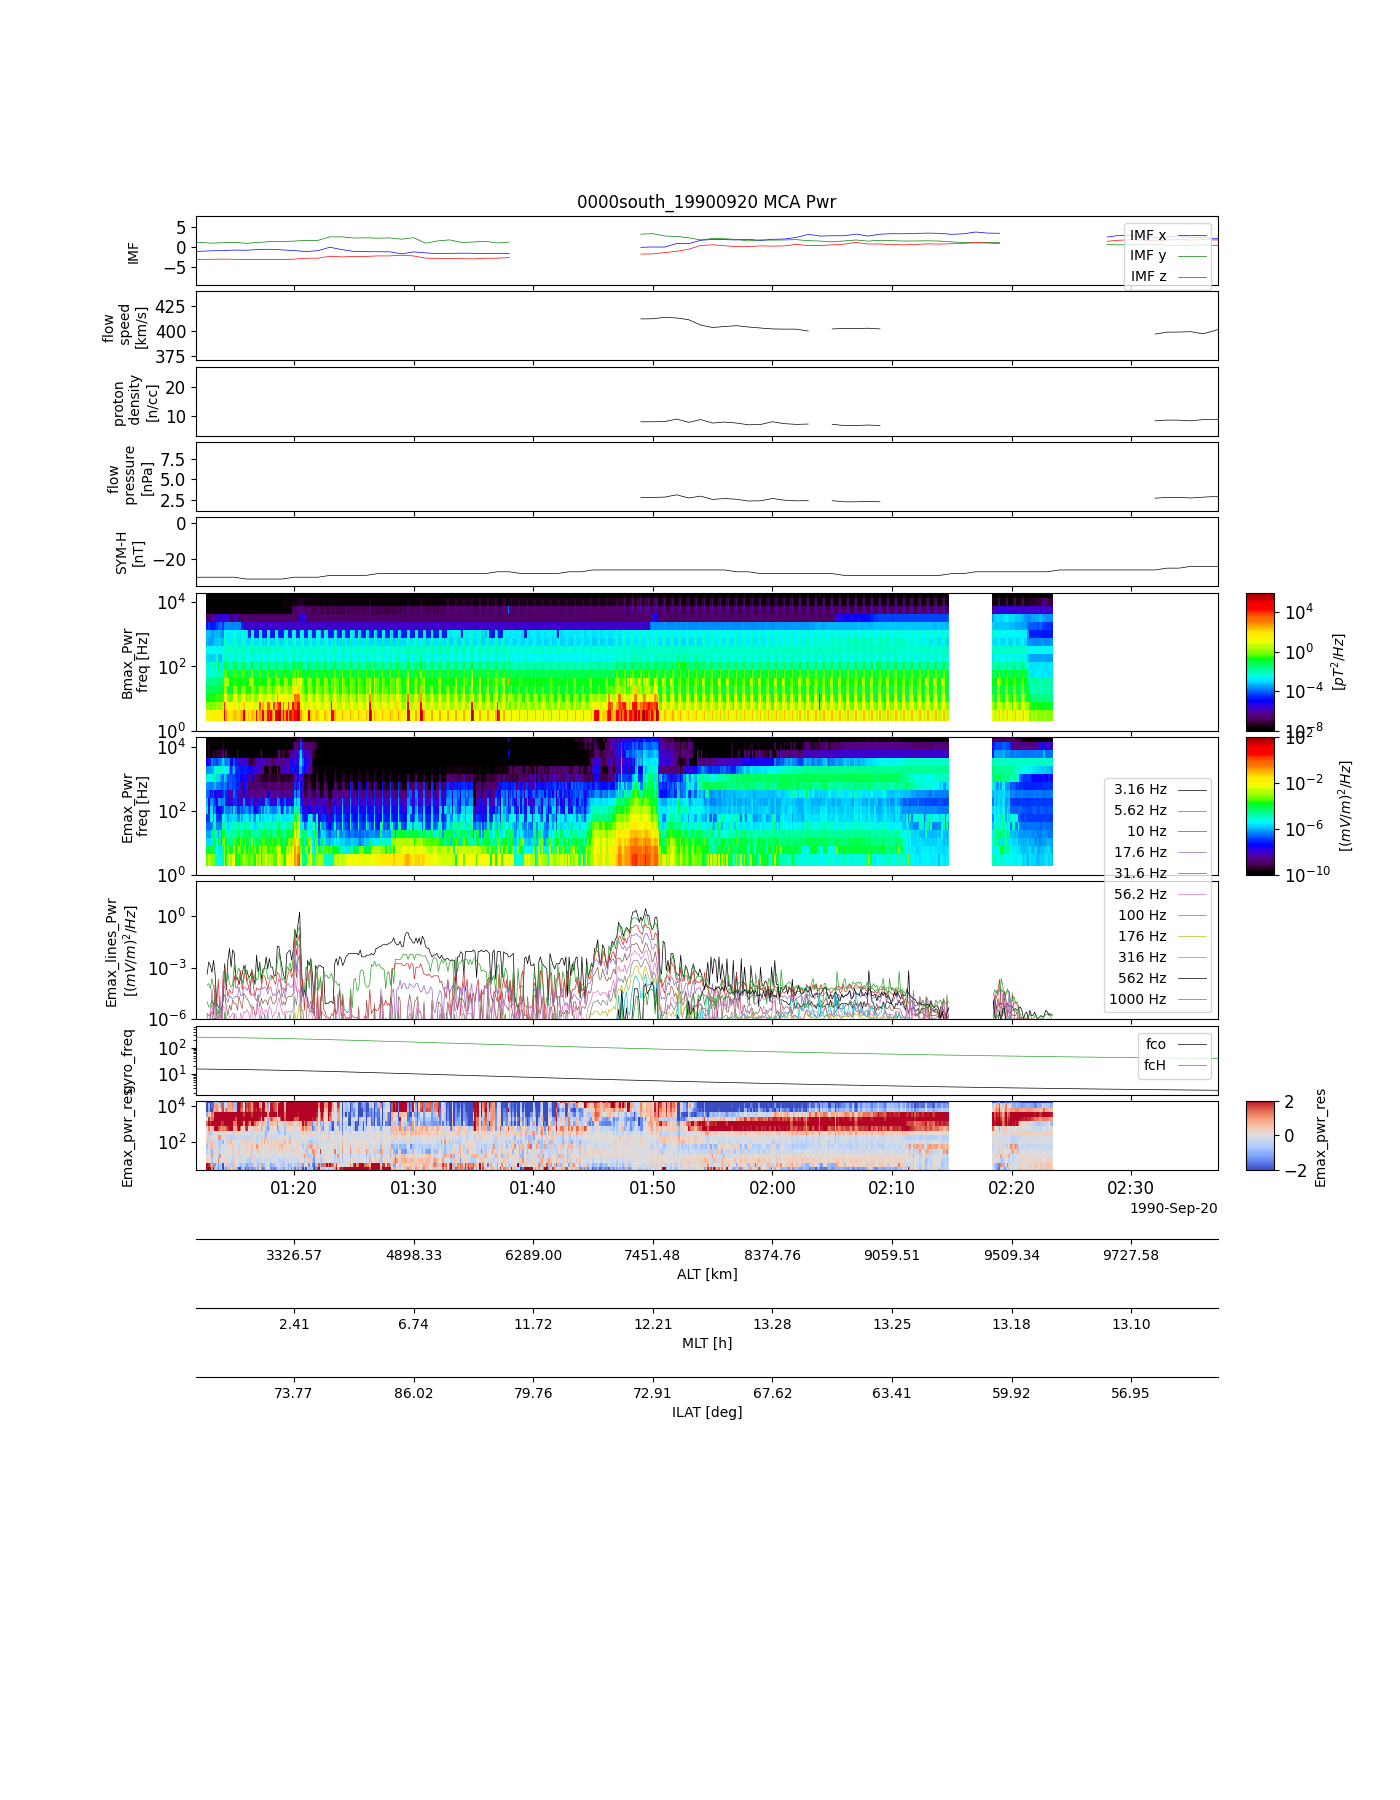 0000south_19900920 MCA Pwr
IMF
5
0
−5
IMF x
IMF y
IMF z
flow
speed
[km/s]
425
400
375
proton
density
[n/cc]
20
10
flow
pressure
[nPa]
7.5
5.0
2.5
SYM-H
[nT]
0
−20
Bmax_Pwr
freq [Hz]
10^4
10^2
10^0
10^4
10^0
10^−4
10^−8
[pT^2/Hz]
Emax_Pwr
freq [Hz]
10^4
10^2
10^0
10^2
10^−2
10^−6
10^−10
[(mV/m)^2/Hz]
3.16 Hz
5.62 Hz
10 Hz
17.6 Hz
31.6 Hz
56.2 Hz
100 Hz
176 Hz
316 Hz
562 Hz
1000 Hz
Emax_lines_Pwr
[(mV/m)^2/Hz]
10^0
10^−3
10^−6
gyro_freq
10^2
10^1
fco
fcH
Emax_pwr_res
10^4
10^2
2
0
−2
Emax_pwr_res
01:20 01:30 01:40 01:50 02:00 02:10 02:20 02:30
1990-Sep-20
3326.57 4898.33 6289.00 7451.48 8374.76 9059.51 9509.34 9727.58
ALT [km]
2.41 6.74 11.72 12.21 13.28 13.25 13.18 13.10
MLT [h]
73.77 86.02 79.76 72.91 67.62 63.41 59.92 56.95
ILAT [deg]